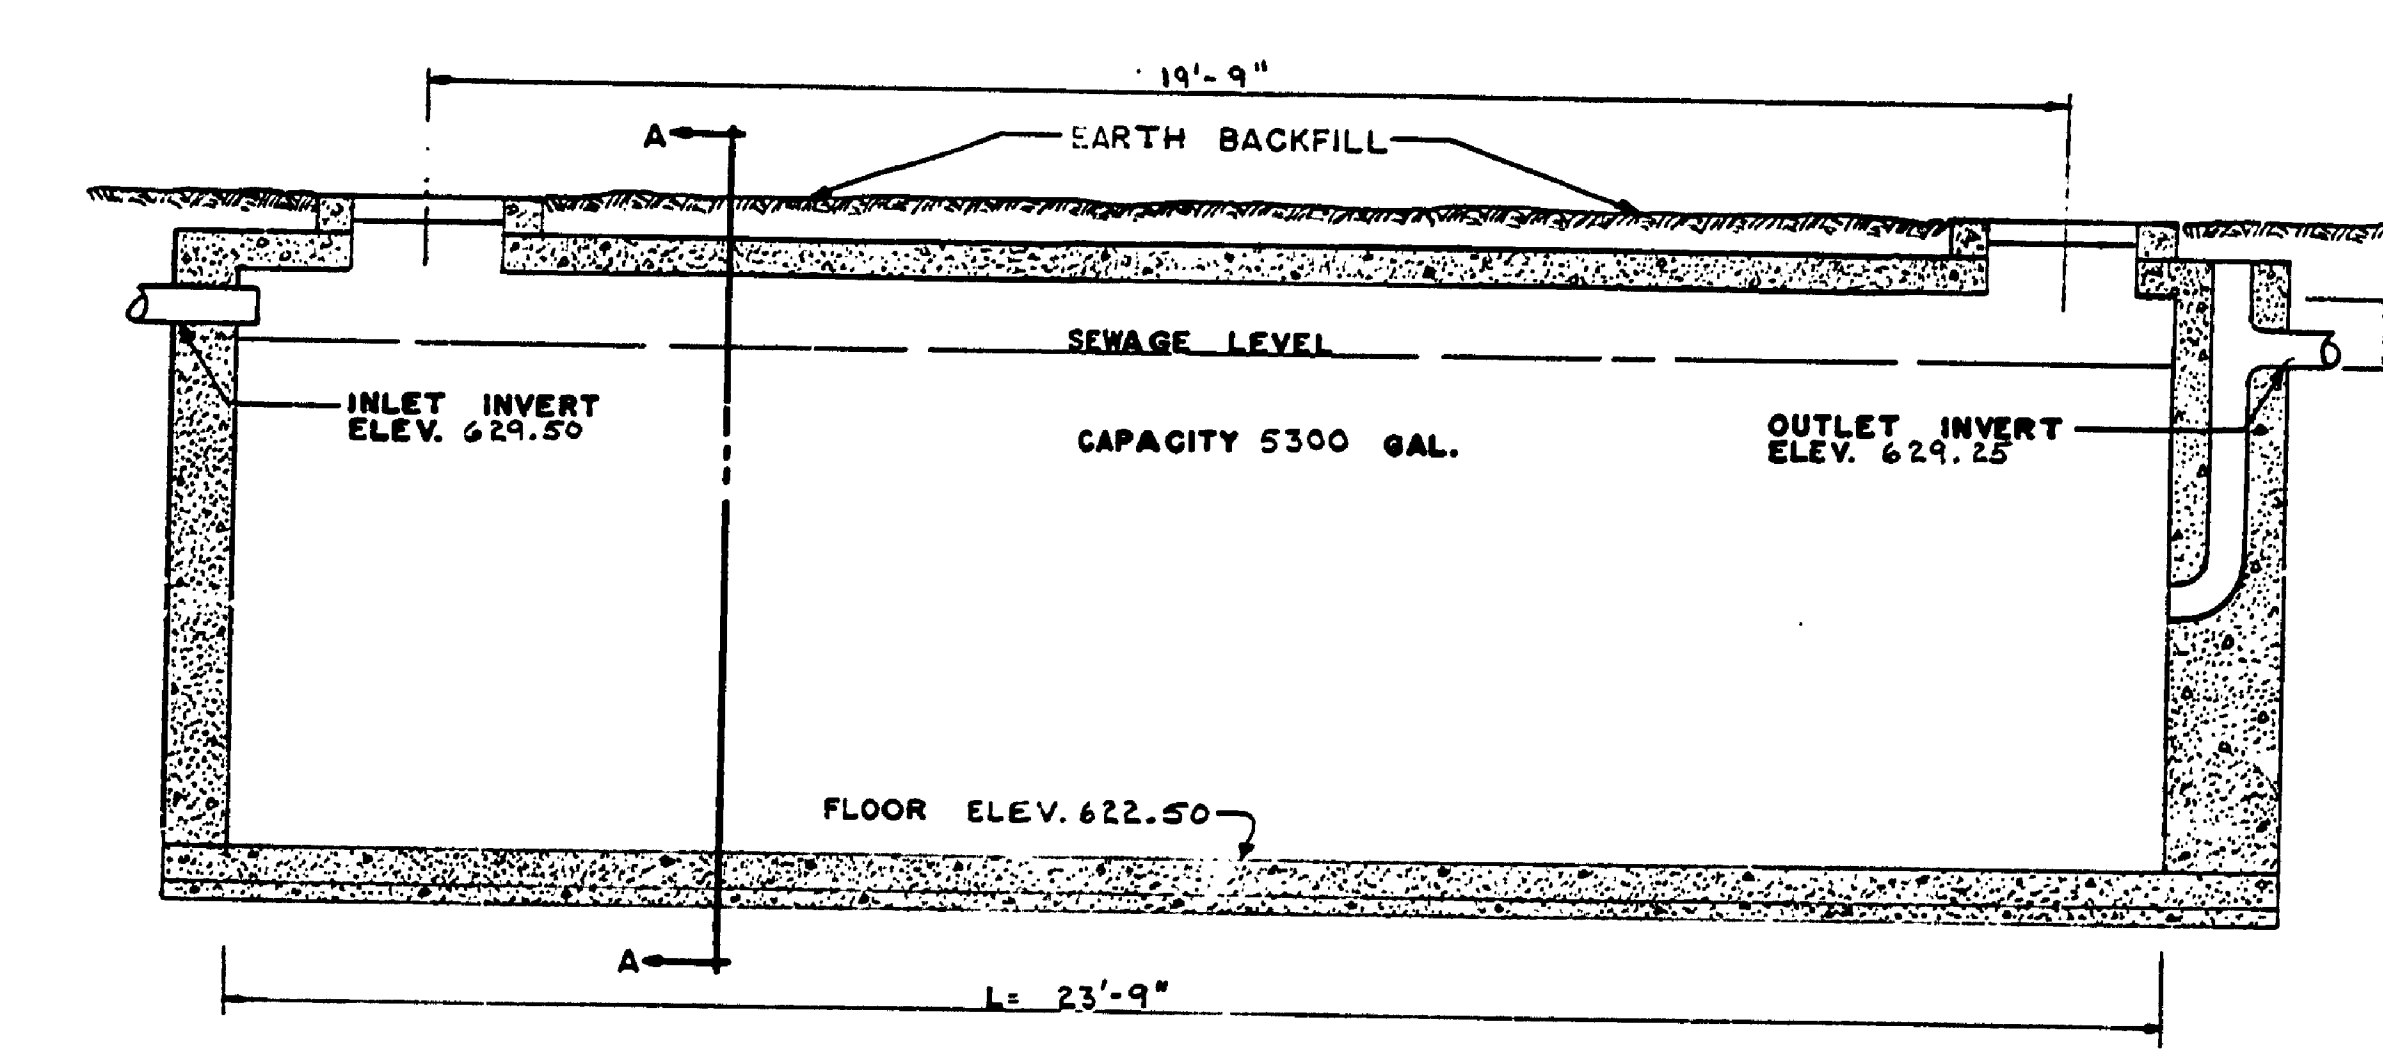 19'-9"
A
EARTH BACKFILL
SEWAGE LEVEL
INLET INVERT
ELEV. 629.50
CAPACITY 5300 GAL.
OUTLET INVERT
ELEV. 629.25
FLOOR ELEV. 622.50
A
L= 23'-9"